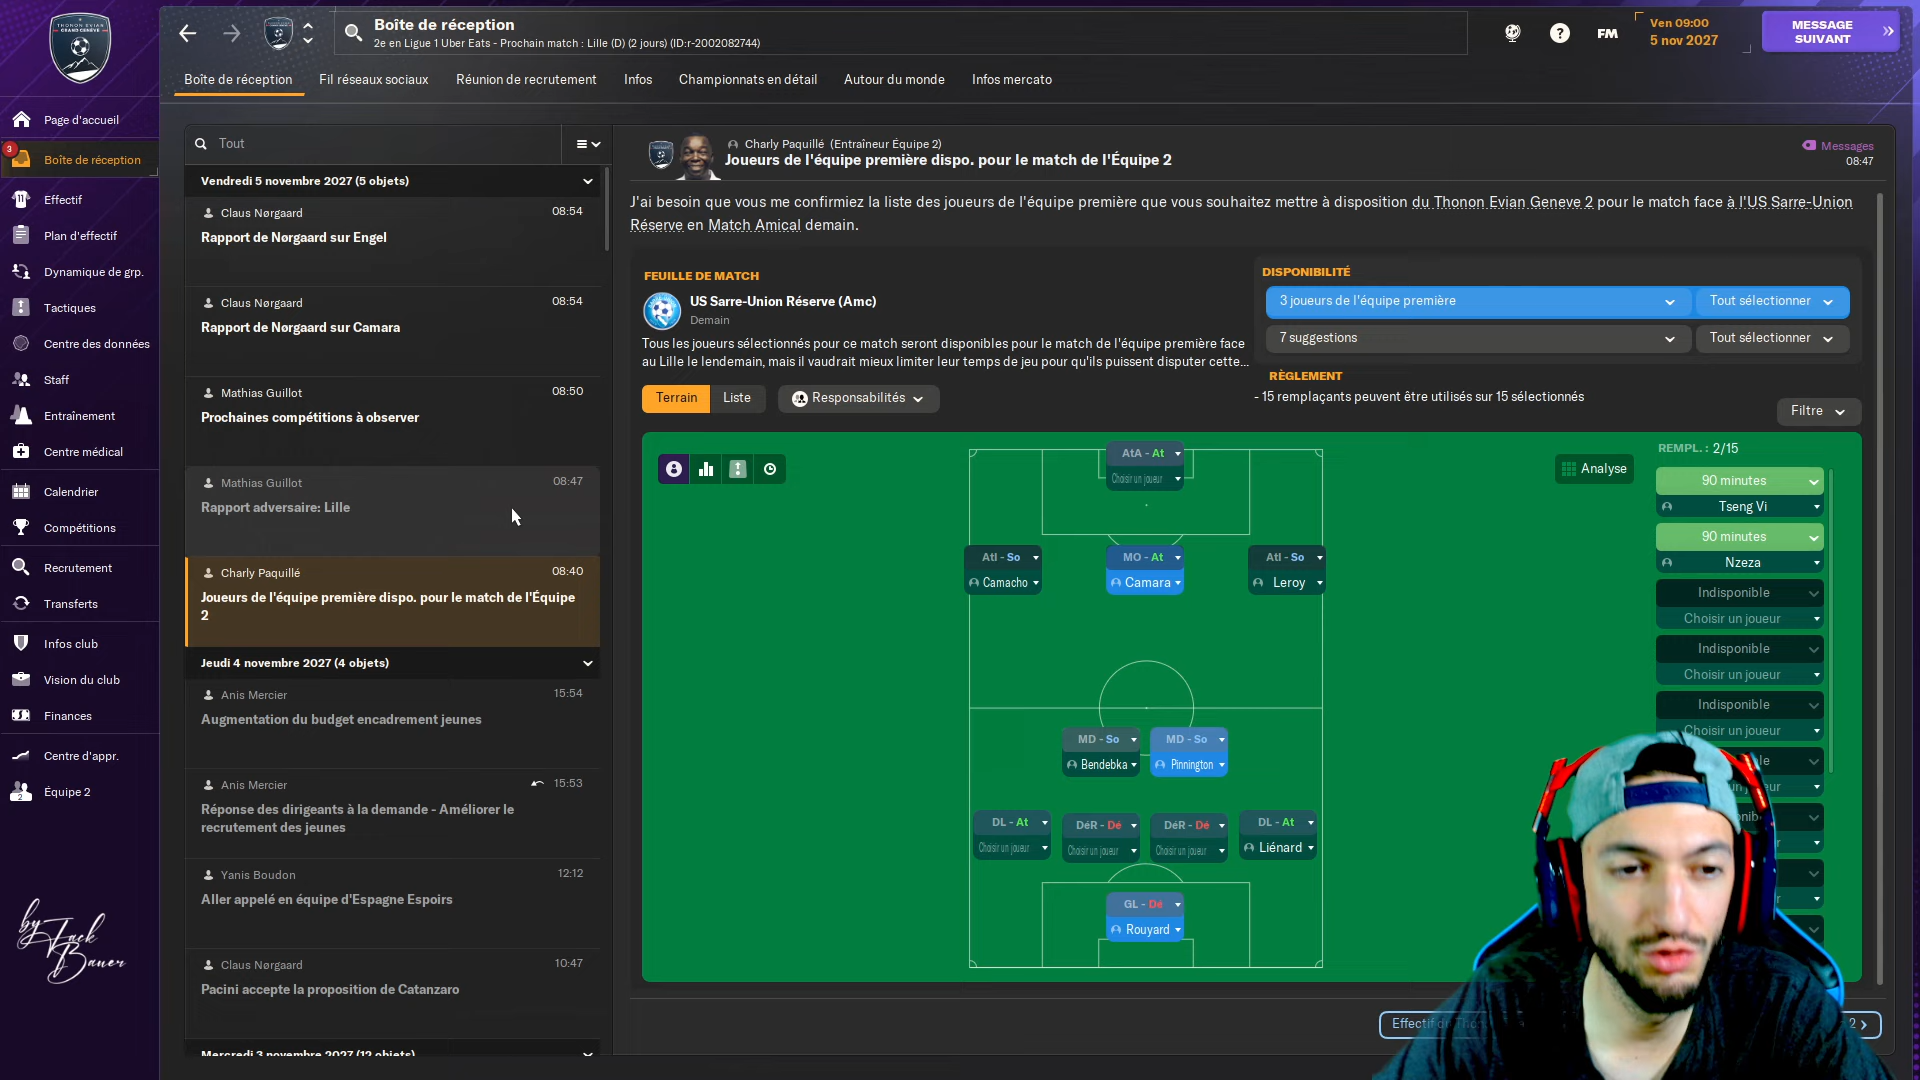 THONON EVIAN
GRAND GENÈVE
Boîte de réception
2e en Ligue 1 Uber Eats - Prochain match : Lille (D) (2 jours) (ID:r-2002082744)
FM
Ven 09:00
5 nov 2027
MESSAGE
SUIVANT
Boîte de réception
Fil réseaux sociaux
Réunion de recrutement
Infos
Championnats en détail
Autour du monde
Infos mercato
Page d'accueil
3
Boîte de réception
Effectif
Plan d'effectif
Dynamique de grp.
Tactiques
Centre des données
Staff
Entraînement
Centre médical
Calendrier
Compétitions
Recrutement
Transferts
Infos club
Vision du club
Finances
Centre d'appr.
2
Équipe 2
by Jack
Bauer
Tout
Vendredi 5 novembre 2027 (5 objets)
Claus Nørgaard
08:54
Rapport de Nørgaard sur Engel
Claus Nørgaard
08:54
Rapport de Nørgaard sur Camara
Mathias Guillot
08:50
Prochaines compétitions à observer
Mathias Guillot
08:47
Rapport adversaire: Lille
Charly Paquillé
08:40
Joueurs de l'équipe première dispo. pour le match de l'Équipe
2
Jeudi 4 novembre 2027 (4 objets)
Anis Mercier
15:54
Augmentation du budget encadrement jeunes
Anis Mercier
15:53
Réponse des dirigeants à la demande - Améliorer le
recrutement des jeunes
Yanis Boudon
12:12
Aller appelé en équipe d'Espagne Espoirs
Claus Nørgaard
10:47
Pacini accepte la proposition de Catanzaro
Mercredi 3 novembre 2027 (12 objets)
Charly Paquillé (Entraîneur Équipe 2)
Joueurs de l'équipe première dispo. pour le match de l'Équipe 2
Messages
08:47
J'ai besoin que vous me confirmiez la liste des joueurs de l'équipe première que vous souhaitez mettre à disposition du Thonon Evian Geneve 2 pour le match face à l'US Sarre-Union
Réserve en Match Amical demain.
FEUILLE DE MATCH
US Sarre-Union Réserve (Amc)
Demain
Tous les joueurs sélectionnés pour ce match seront disponibles pour le match de l'équipe première face
au Lille le lendemain, mais il vaudrait mieux limiter leur temps de jeu pour qu'ils puissent disputer cette...
DISPONIBILITÉ
3 joueurs de l'équipe première
Tout sélectionner
7 suggestions
Tout sélectionner
RÈGLEMENT
- 15 remplaçants peuvent être utilisés sur 15 sélectionnés
Terrain
Liste
Responsabilités
Filtre
Analyse
AtA - At
Choisir un joueur
AtI - So
Camacho
MO - At
Camara
AtI - So
Leroy
MD - So
Bendebka
MD - So
Pinnington
DL - At
Choisir un joueur
DéR - Dé
Choisir un joueur
DéR - Dé
Choisir un joueur
DL - At
Liénard
GL - Dé
Rouyard
REMPL. : 2/15
90 minutes
Tseng Vi
90 minutes
Nzeza
Indisponible
Choisir un joueur
Indisponible
Choisir un joueur
Indisponible
Choisir un joueur
Effectif du
2